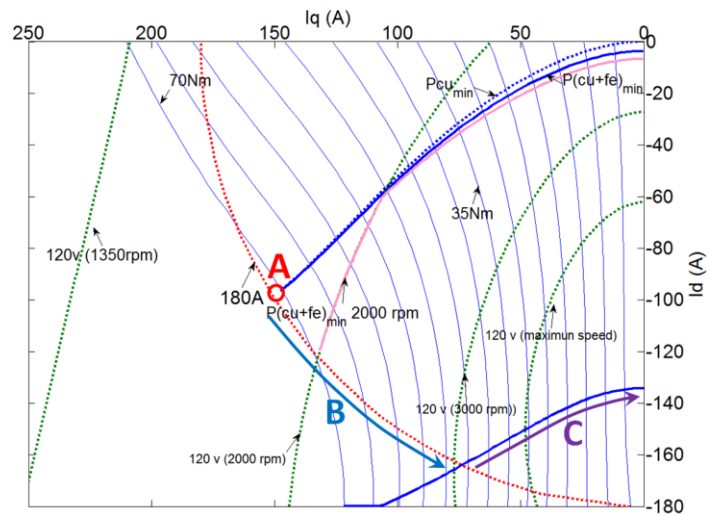 Iq (A)
250 200 150 100 50 0
0
70Nm
Pcu min
P(cu+fe) min
-20
-40
-60
35Nm
120v (1350rpm)
-80
Id (A)
A
180A
-100
P(cu+fe) min 2000 rpm
120 v (maximun speed)
-120
B
120 v (3000 rpm))
-140
C
120 v (2000 rpm)
-160
-180